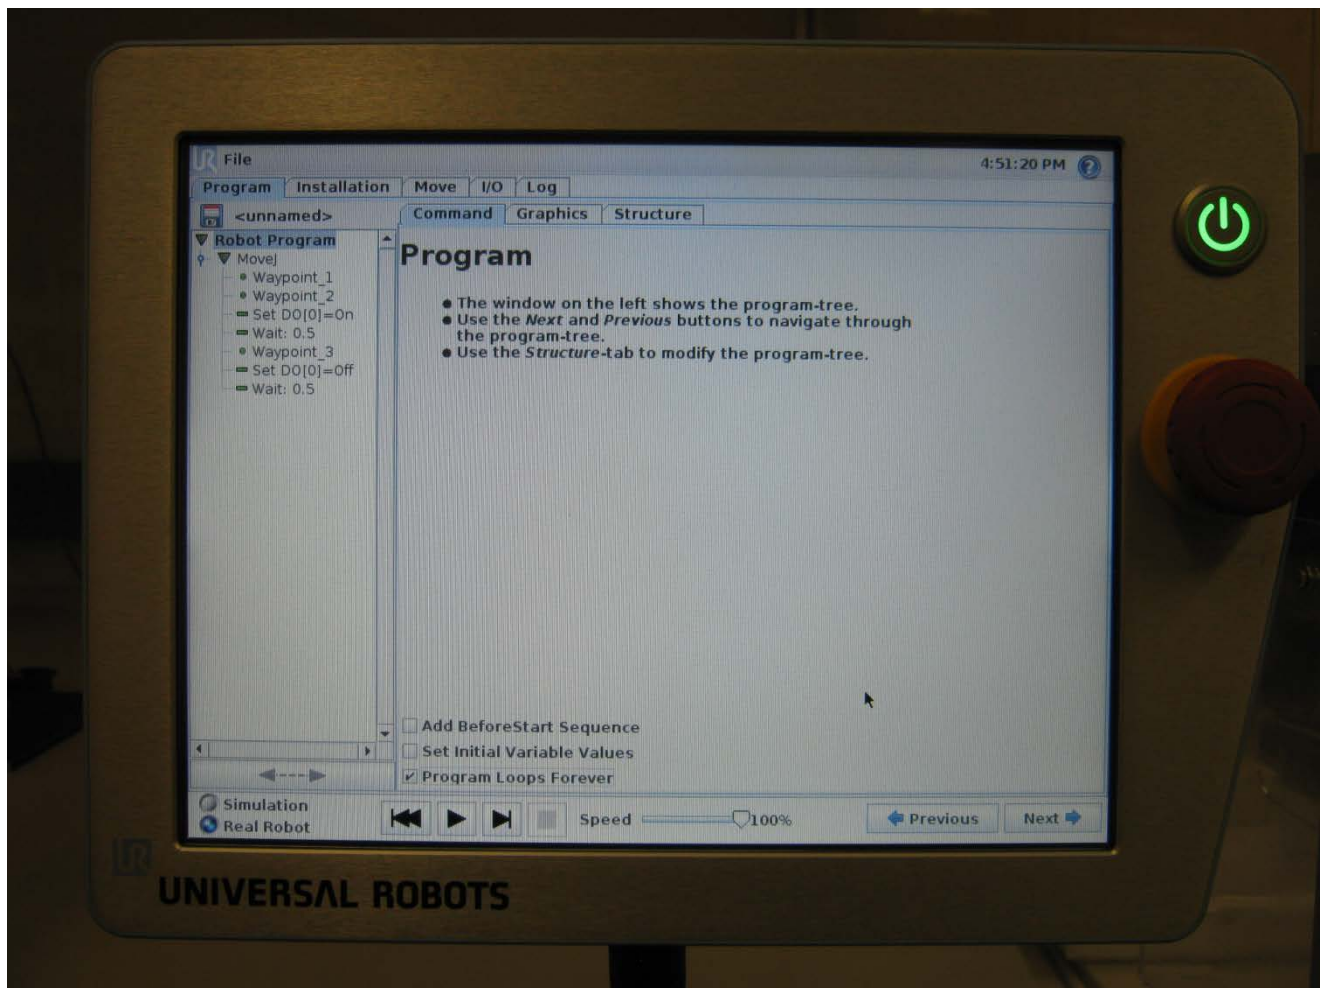 UR File
4:51:20 PM ?
Program Installation Move I/O Log
<unnamed>
Command Graphics Structure
Robot Program
MoveJ
Waypoint_1
Waypoint_2
Set DO[0]=On
Wait: 0.5
Waypoint_3
Set DO[0]=Off
Wait: 0.5
Program
The window on the left shows the program-tree.
Use the Next and Previous buttons to navigate through
the program-tree.
Use the Structure-tab to modify the program-tree.
Add BeforeStart Sequence
Set Initial Variable Values
Program Loops Forever
Simulation
Real Robot
Speed 100%
Previous Next
UR
UNIVERSAL ROBOTS